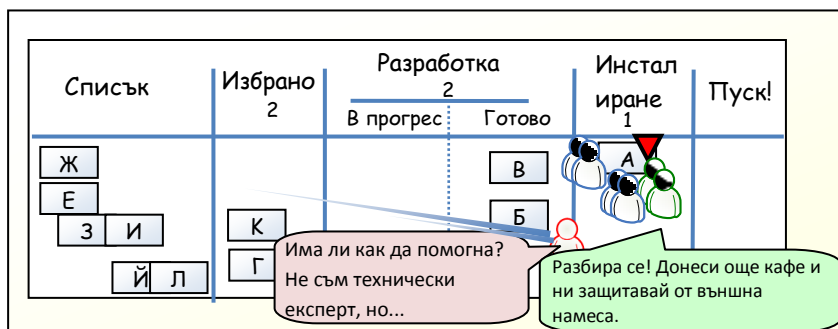 Списък
Избрано
2
Разработка
2
В прогрес
Готово
Инстал
иране
1
Пуск!
Ж
Е
З
И
Й
Л
К
Г
В
Б
А
Има ли как да помогна?
Не съм технически
експерт, но...
Разбира се! Донеси още кафе и
ни защитавай от външна
намеса.